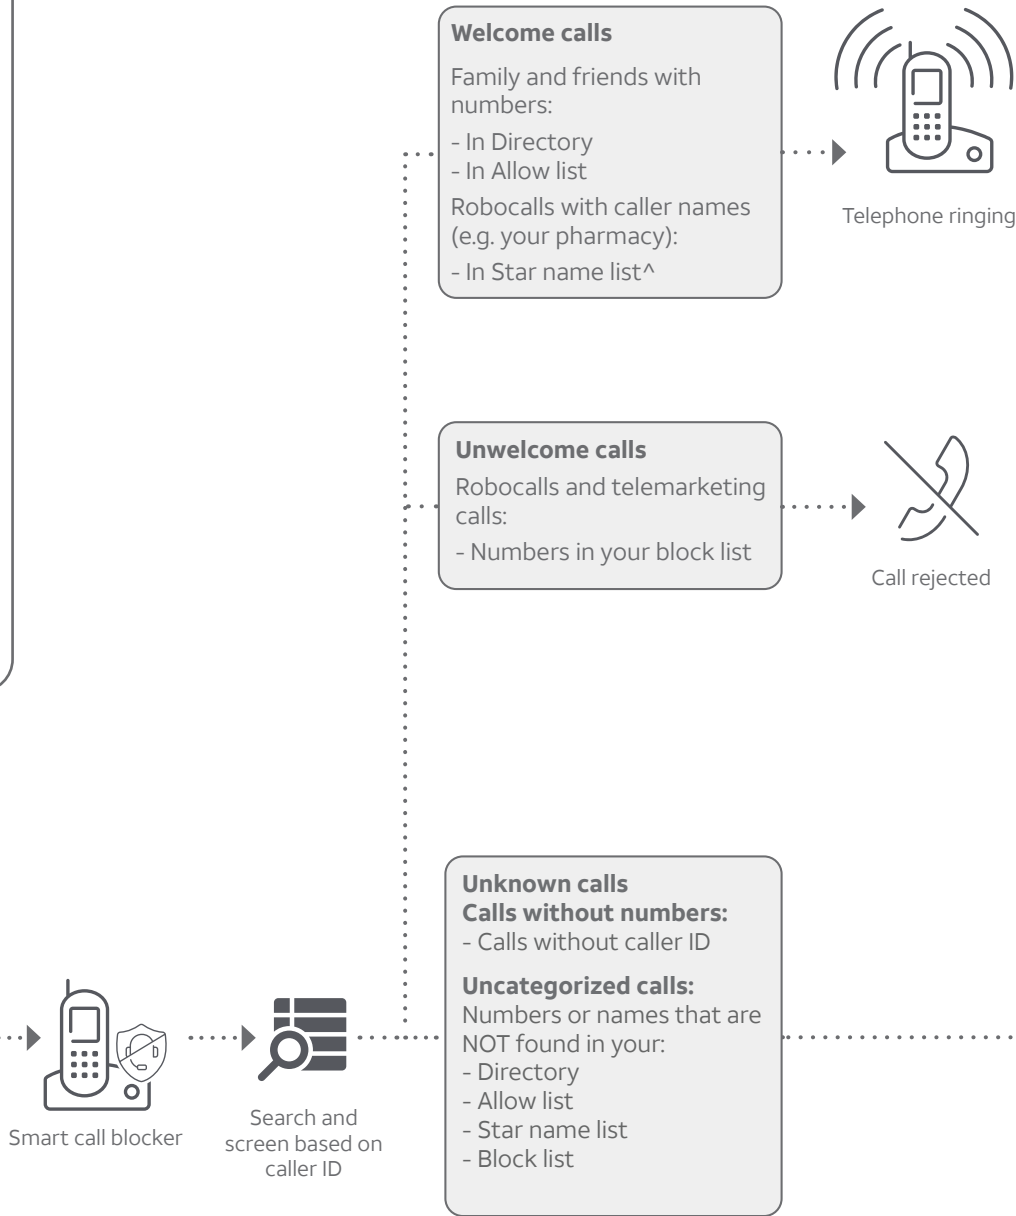 Welcome calls
Family and friends with
numbers:
- In Directory
- In Allow list
Robocalls with caller names
(e.g. your pharmacy):
- In Star name list^
Telephone ringing
Unwelcome calls
Robocalls and telemarketing
calls:
- Numbers in your block list
Call rejected
Unknown calls
Calls without numbers:
- Calls without caller ID
Uncategorized calls:
Numbers or names that are
NOT found in your:
- Directory
- Allow list
- Star name list
- Block list
Smart call blocker
Search and
screen based on
caller ID